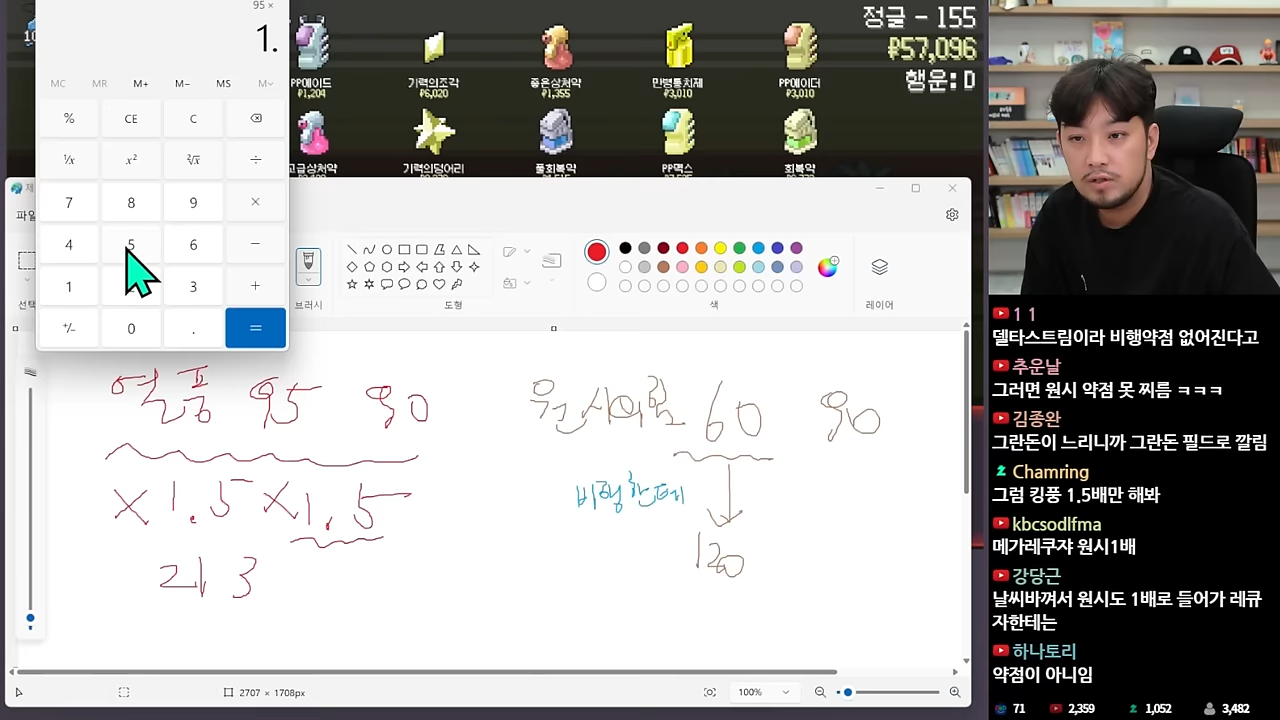 95 ×
1.
MC MR M+ M− MS M˅
% CE C
¹/x x² ²√x ÷
7 8 9 ×
4 5 6 −
1 3 +
+/− 0 . =
정글 - 155
₽57,096
행운: D
PP에이드 기력의조각 좋은상처약 만병통치제 PP에이더
₽1,204 ₽6,020 ₽1,355 ₽3,010 ₽3,010
고급상처약 기력의덩어리 풀회복약 PP맥스 회복약
제
파일
선택
브러시
도형
색
레이어
열풍 95 90
×1.5×1.5
213
원시의힘 60 90
비행한테
120
2707 × 1708px
100%
1 1
델타스트림이라 비행약점 없어진다고
추운날
그러면 원시 약점 못 찌름 ㅋㅋㅋ
김종완
그란돈이 느리니까 그란돈 필드로 깔림
Chamring
그럼 킹풍 1.5배만 해봐
kbcsodlfma
메가레쿠쟈 원시1배
강당근
날씨바껴서 원시도 1배로 들어가 레큐
자한테는
하나토리
약점이 아니임
71 2,359 1,052 3,482